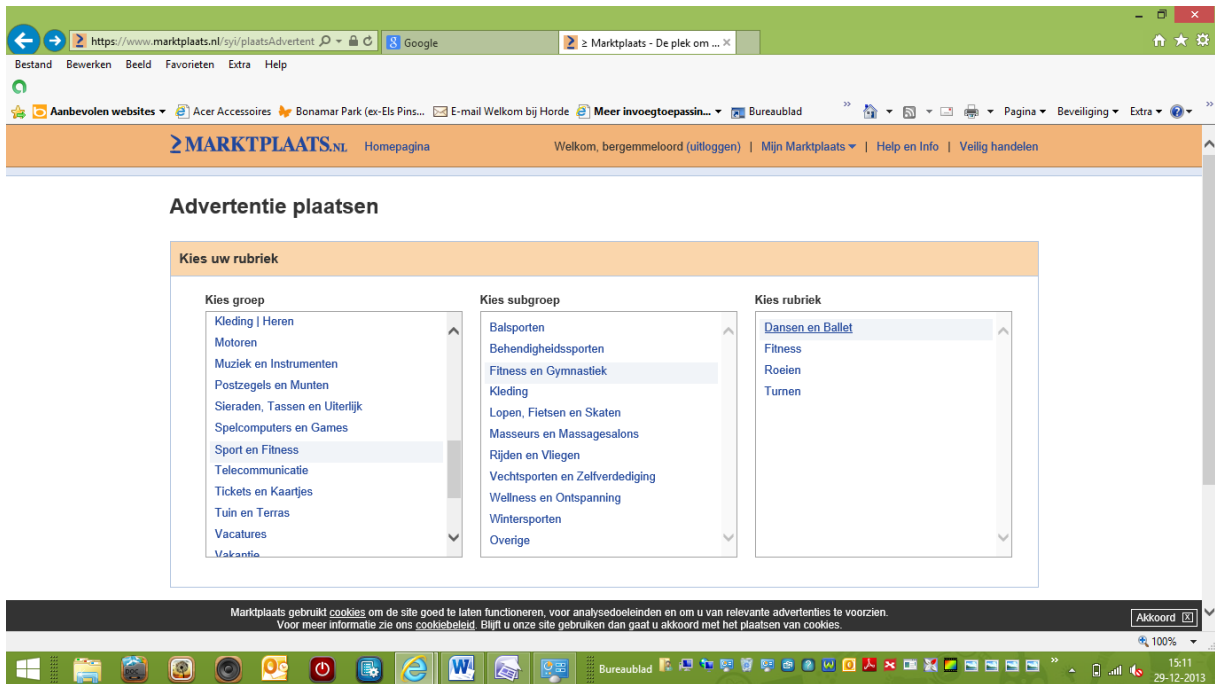 https://www.marktplaats.nl/syi/plaatsAdvertent
Google
≥ Marktplaats - De plek om ...
Bestand Bewerken Beeld Favorieten Extra Help
Aanbevolen websites
Acer Accessoires
Bonamar Park (ex-Els Pins...
E-mail Welkom bij Horde
Meer invoegtoepassin...
Bureaublad
Pagina
Beveiliging
Extra
MARKTPLAATS.NL
Homepagina
Welkom, bergemmeloord (uitloggen) | Mijn Marktplaats | Help en Info | Veilig handelen
Advertentie plaatsen
Kies uw rubriek
Kies groep
Kleding | Heren
Motoren
Muziek en Instrumenten
Postzegels en Munten
Sieraden, Tassen en Uiterlijk
Spelcomputers en Games
Sport en Fitness
Telecommunicatie
Tickets en Kaartjes
Tuin en Terras
Vacatures
Vakantie
Kies subgroep
Balsporten
Behendigheidssporten
Fitness en Gymnastiek
Kleding
Lopen, Fietsen en Skaten
Masseurs en Massagesalons
Rijden en Vliegen
Vechtsporten en Zelfverdediging
Wellness en Ontspanning
Wintersporten
Overige
Kies rubriek
Dansen en Ballet
Fitness
Roeien
Turnen
Marktplaats gebruikt cookies om de site goed te laten functioneren, voor analysedoeleinden en om u van relevante advertenties te voorzien.
Voor meer informatie zie ons cookiebeleid. Blijft u onze site gebruiken dan gaat u akkoord met het plaatsen van cookies.
Akkoord
100%
Bureaublad
15:11
29-12-2013